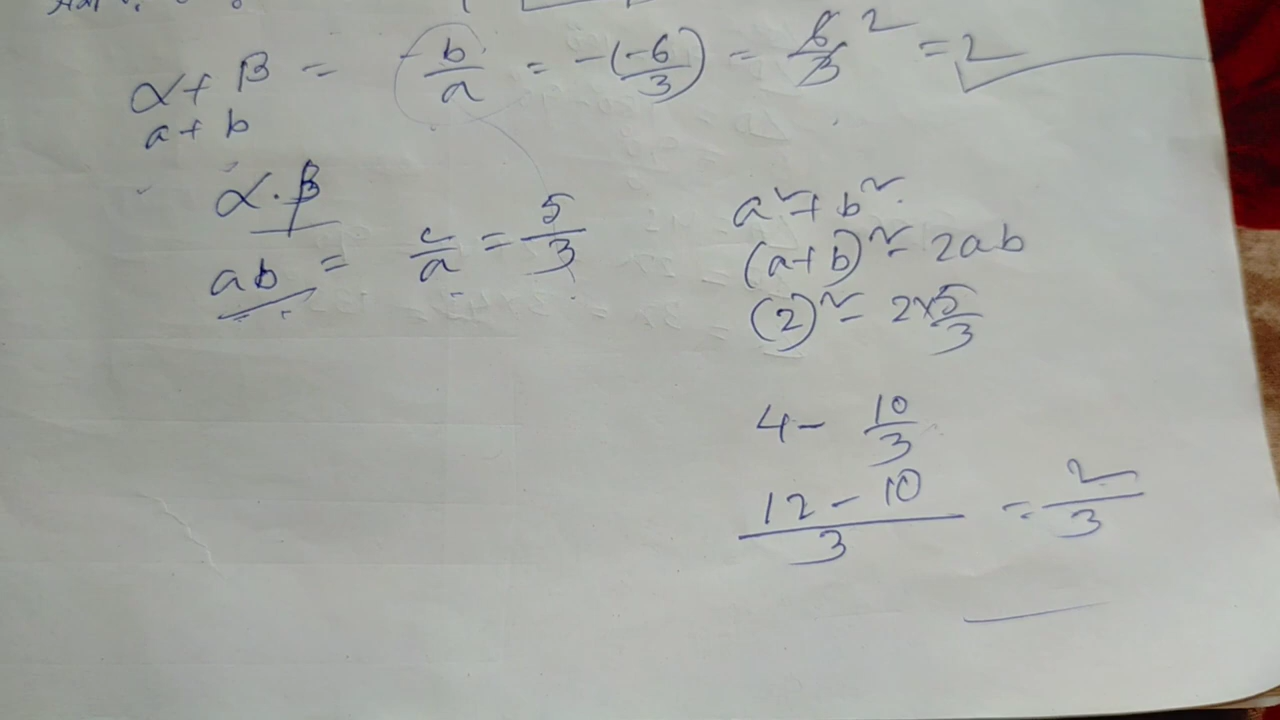 α + β = - b/a = -(-6/3) = 6/3 2 = 2
a + b
α . β
ab = c/a = 5/3
a² + b²
(a+b)² - 2ab
(2)² - 2×5/3
4 - 10/3
12 - 10/3 = 2/3